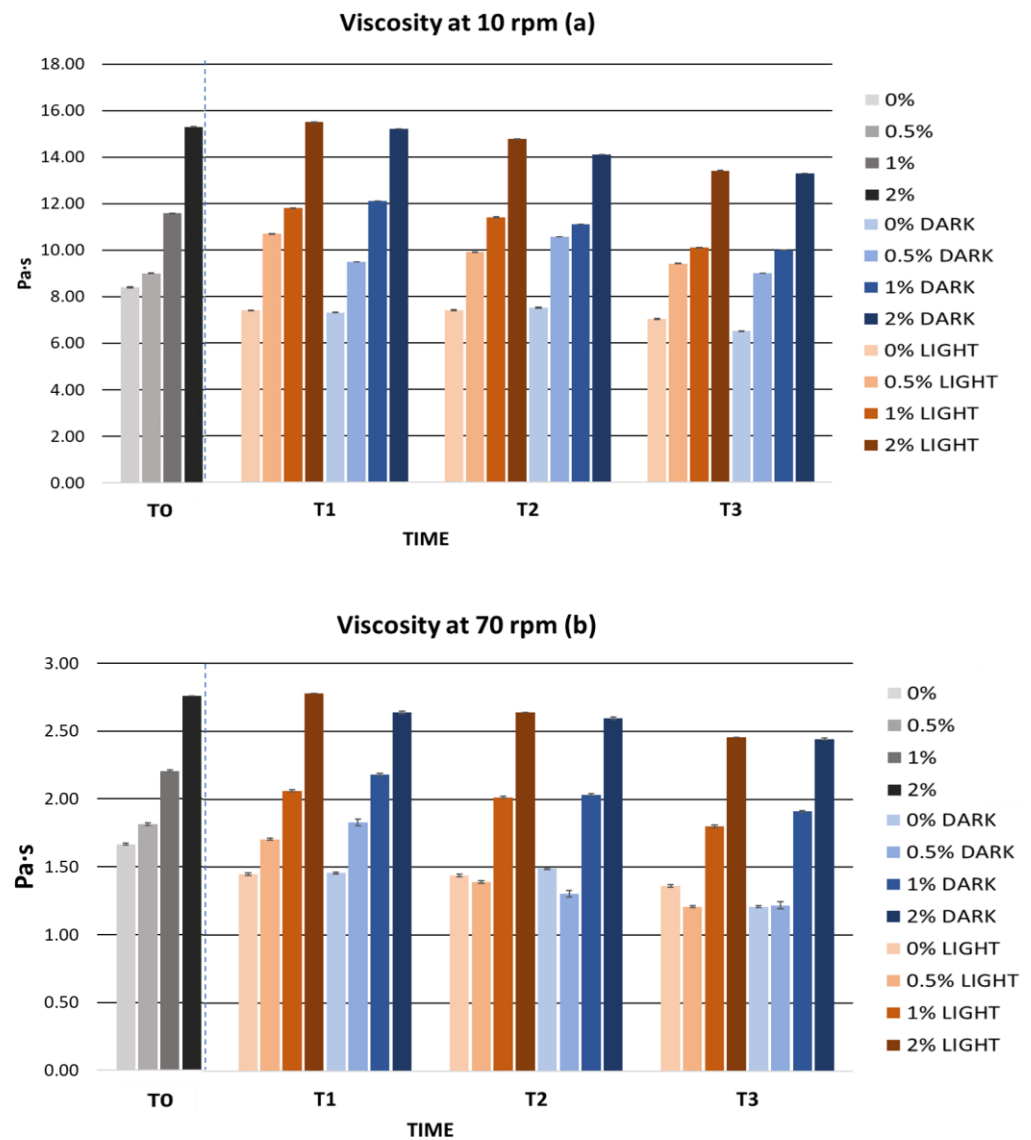 Viscosity at 10 rpm (a)
18.00
16.00
14.00
12.00
10.00
8.00
6.00
4.00
2.00
0.00
Pa·s
T0
T1
T2
T3
TIME
0%
0.5%
1%
2%
0% DARK
0.5% DARK
1% DARK
2% DARK
0% LIGHT
0.5% LIGHT
1% LIGHT
2% LIGHT
Viscosity at 70 rpm (b)
3.00
2.50
2.00
1.50
1.00
0.50
0.00
Pa·s
T0
T1
T2
T3
TIME
0%
0.5%
1%
2%
0% DARK
0.5% DARK
1% DARK
2% DARK
0% LIGHT
0.5% LIGHT
1% LIGHT
2% LIGHT